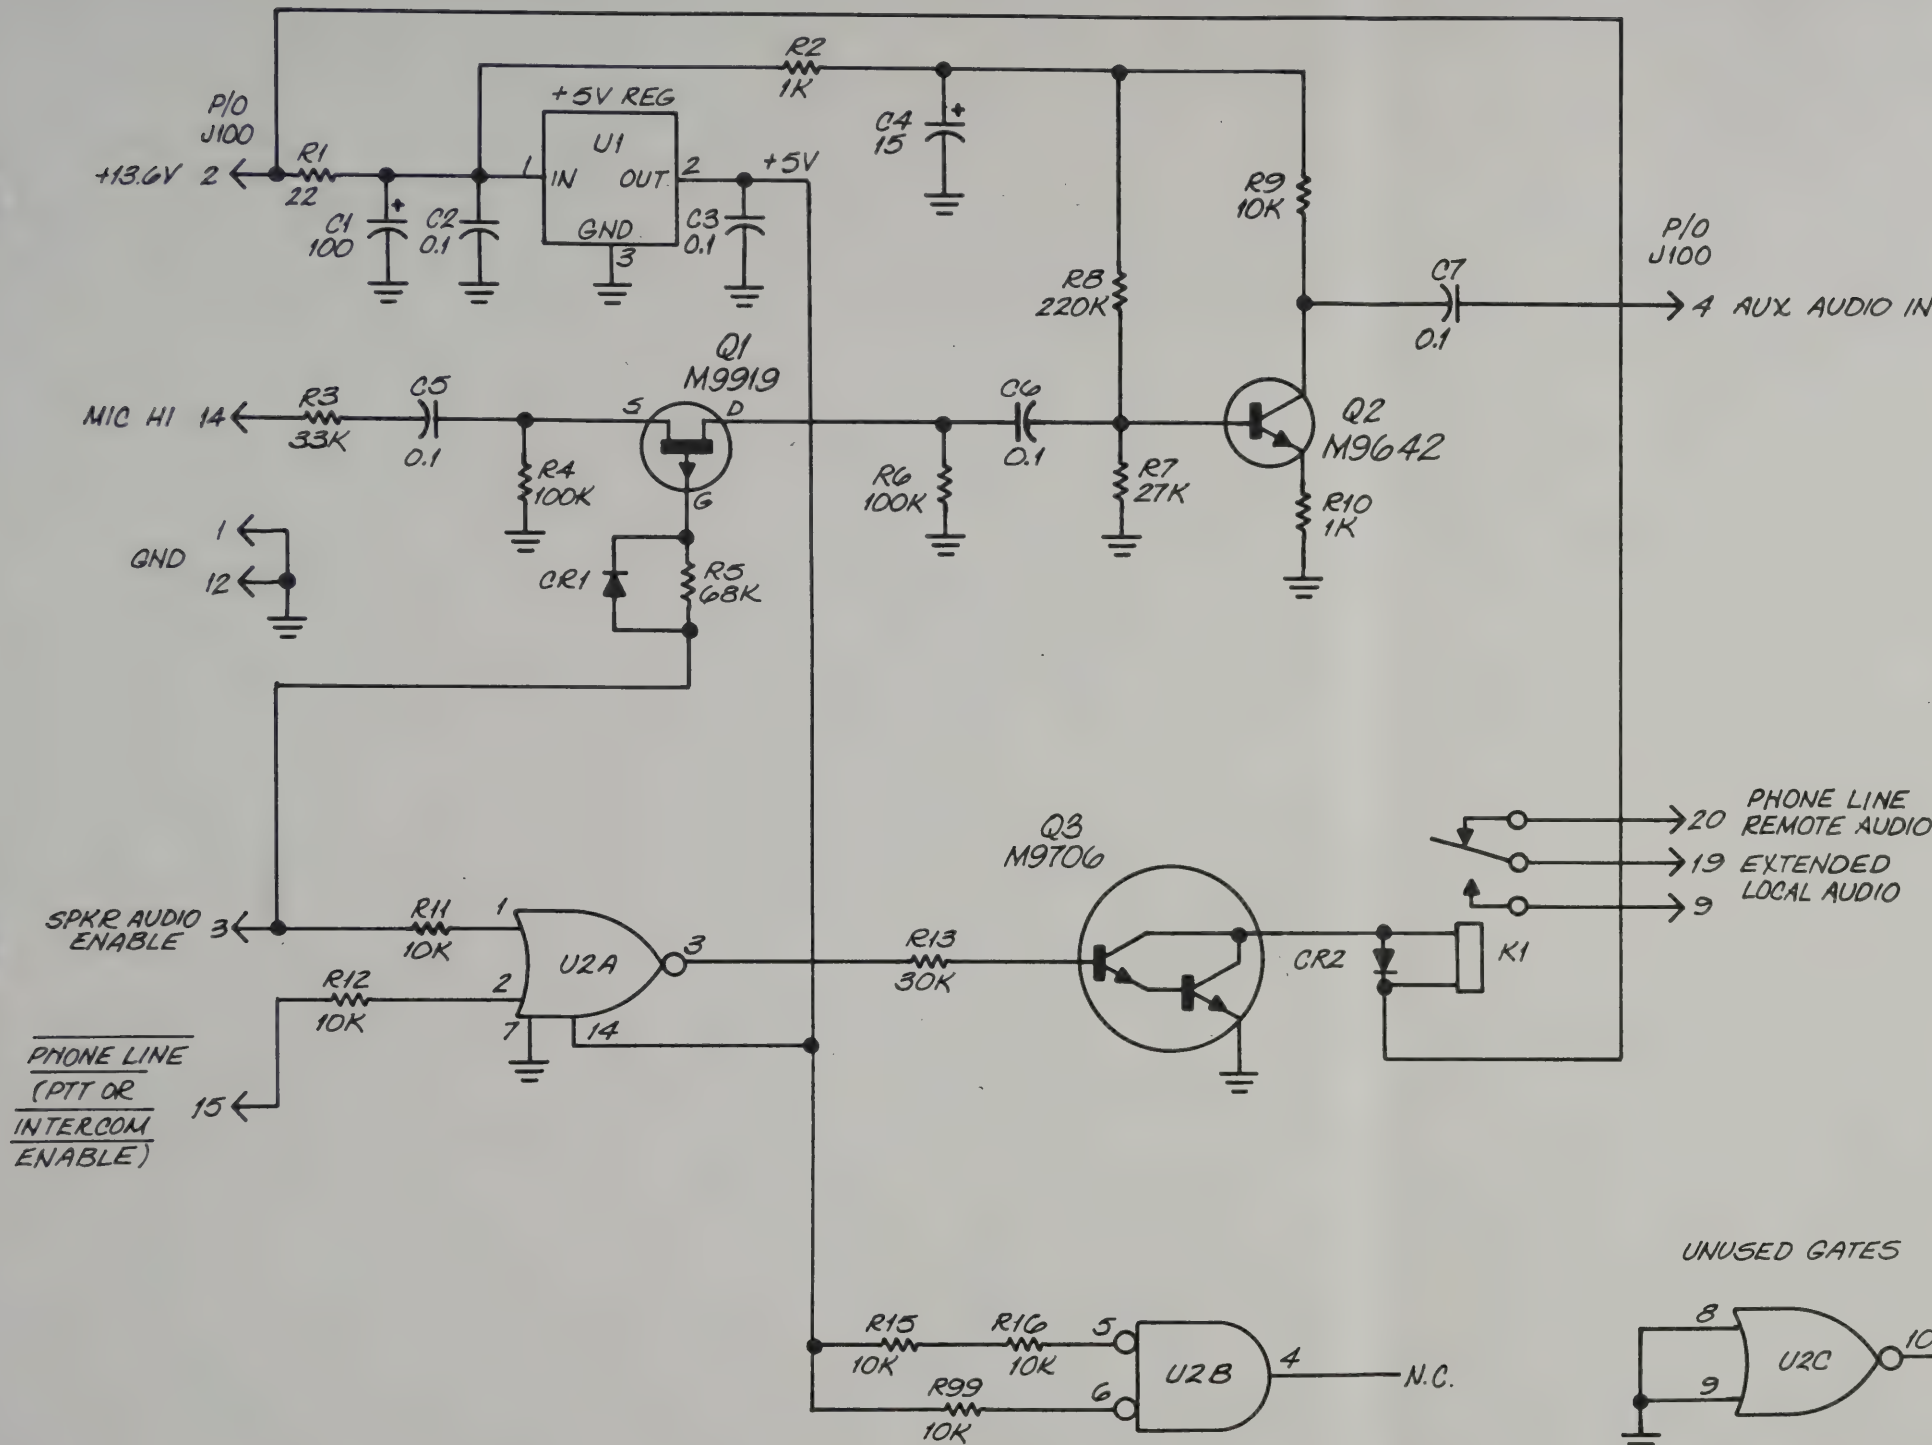 R2
1K
+5V REG
P/O
J100
U1
C4
15
+
R1
+13.6V 2
22
1
IN
OUT
2
+5V
R9
10K
C1
100
+
C2
0.1
GND
3
C3
0.1
P/O
J100
R8
220K
C7
0.1
4 AUX AUDIO IN
Q1
M9919
MIC HI 14
R3
33K
C5
0.1
S
D
G
C6
0.1
Q2
M9642
R4
100K
R6
100K
R7
27K
R10
1K
1
GND
12
CR1
R5
68K
Q3
M9706
PHONE LINE
20 REMOTE AUDIO
19 EXTENDED
LOCAL AUDIO
9
SPKR AUDIO
ENABLE
3
R11
10K
1
U2A
3
R13
30K
CR2
K1
R12
10K
2
7
14
PHONE LINE
(PTT OR
INTERCOM
ENABLE)
15
UNUSED GATES
R15
10K
R16
10K
5
U2B
4
N.C.
R99
10K
6
8
U2C
10
9